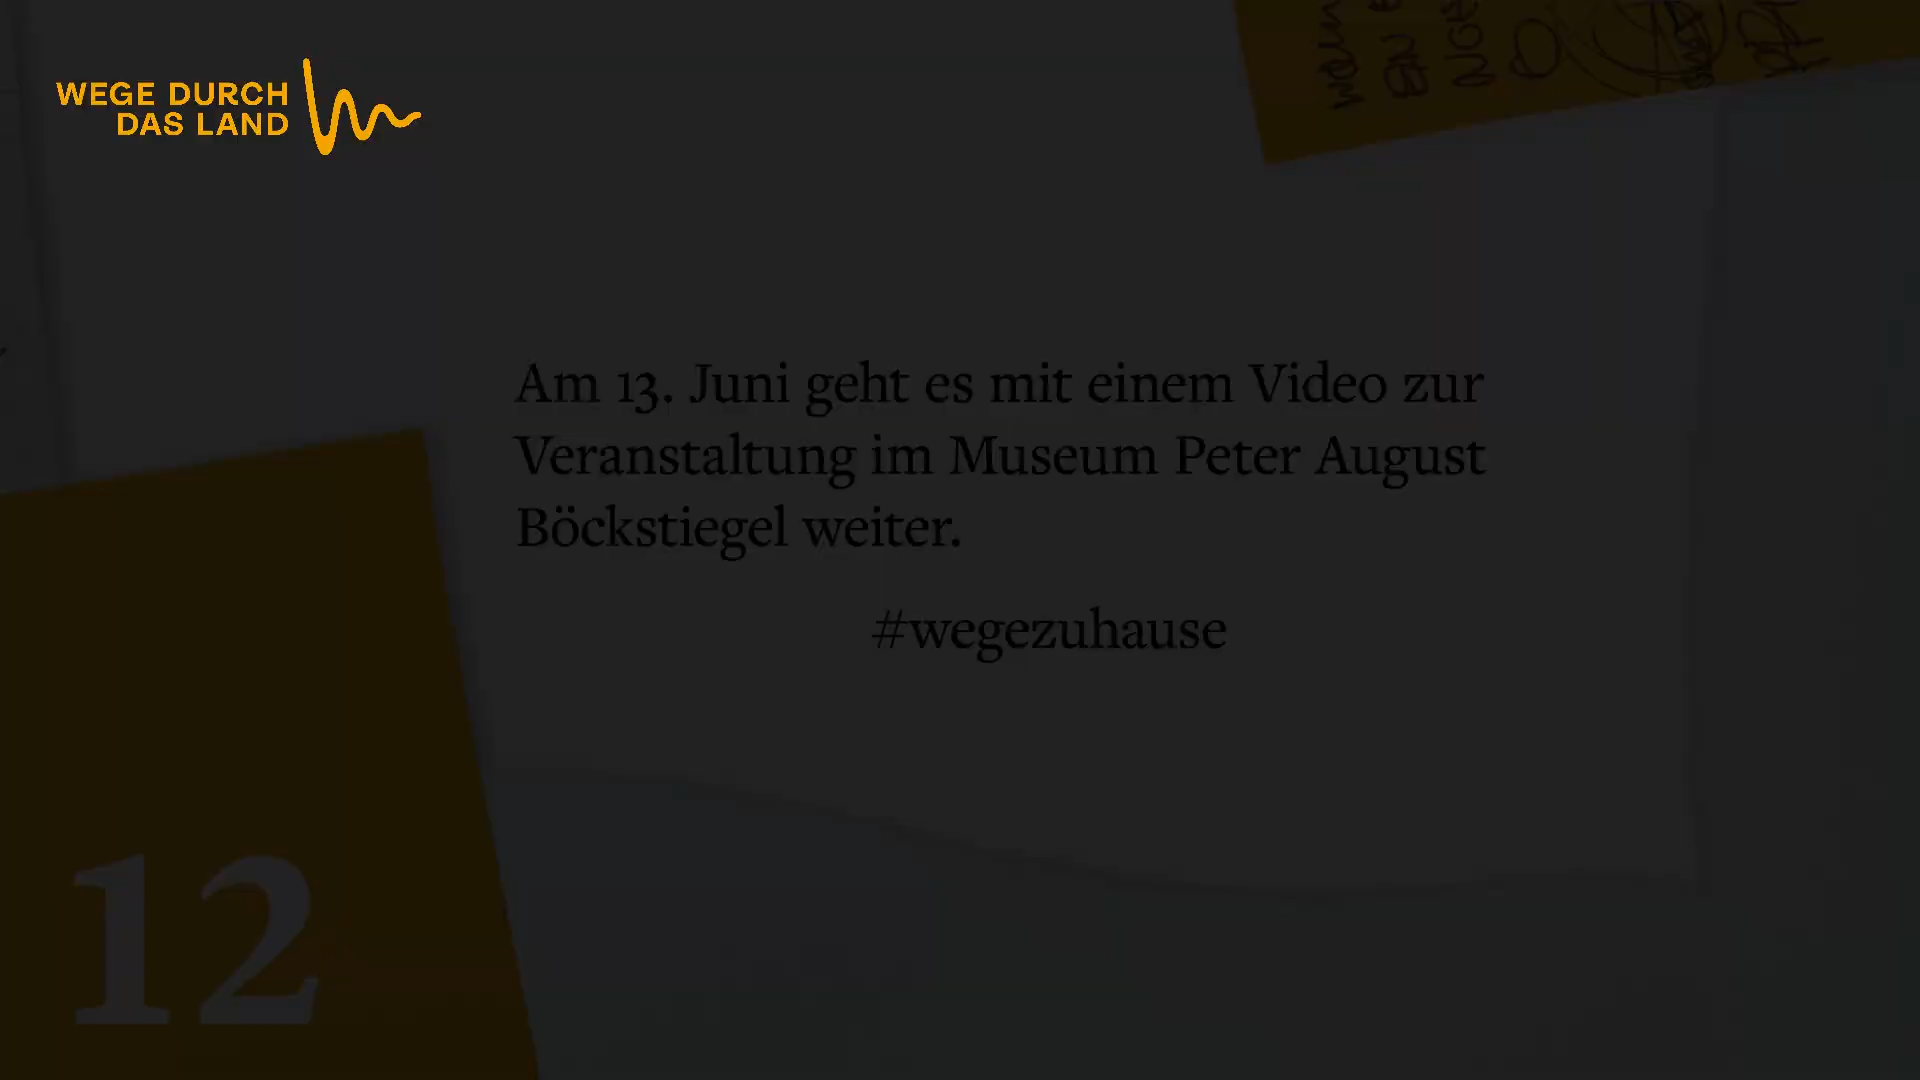 WEGE DURCH
DAS LAND
Am 13. Juni geht es mit einem Video zur
Veranstaltung im Museum Peter August
Böckstiegel weiter.
#wegezuhause
12